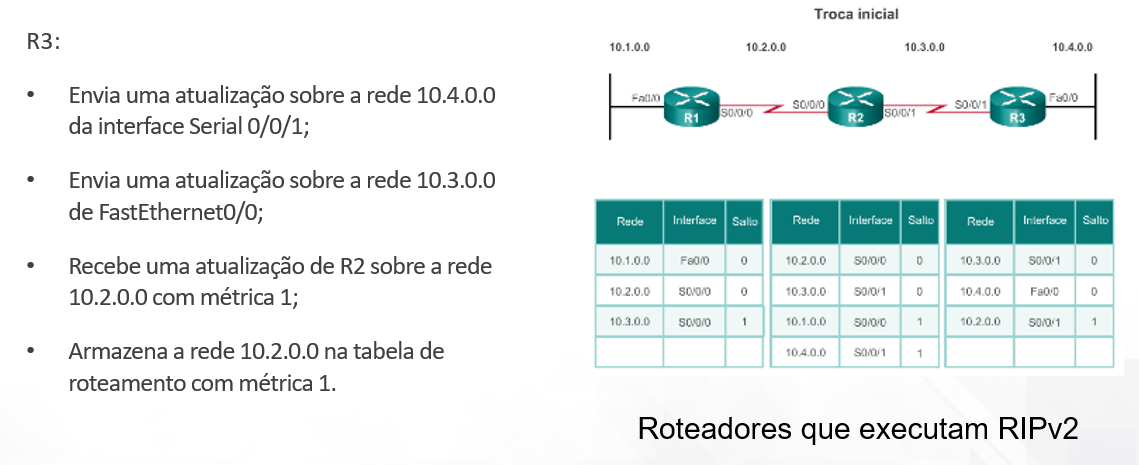 R3:
• Envia uma atualização sobre a rede 10.4.0.0
da interface Serial 0/0/1;
• Envia uma atualização sobre a rede 10.3.0.0
de FastEthernet0/0;
• Recebe uma atualização de R2 sobre a rede
10.2.0.0 com métrica 1;
• Armazena a rede 10.2.0.0 na tabela de
roteamento com métrica 1.
Troca inicial
10.1.0.0 10.2.0.0 10.3.0.0 10.4.0.0
Fa0/0 R1 S0/0/0 S0/0/0 R2 S0/0/1 S0/0/1 R3 Fa0/0
Rede Interface Salto Rede Interface Salto Rede Interface Salto
10.1.0.0 Fa0/0 0 10.2.0.0 S0/0/0 0 10.3.0.0 S0/0/1 0
10.2.0.0 S0/0/0 0 10.3.0.0 S0/0/1 0 10.4.0.0 Fa0/0 0
10.3.0.0 S0/0/0 1 10.1.0.0 S0/0/0 1 10.2.0.0 S0/0/1 1
10.4.0.0 S0/0/1 1
Roteadores que executam RIPv2